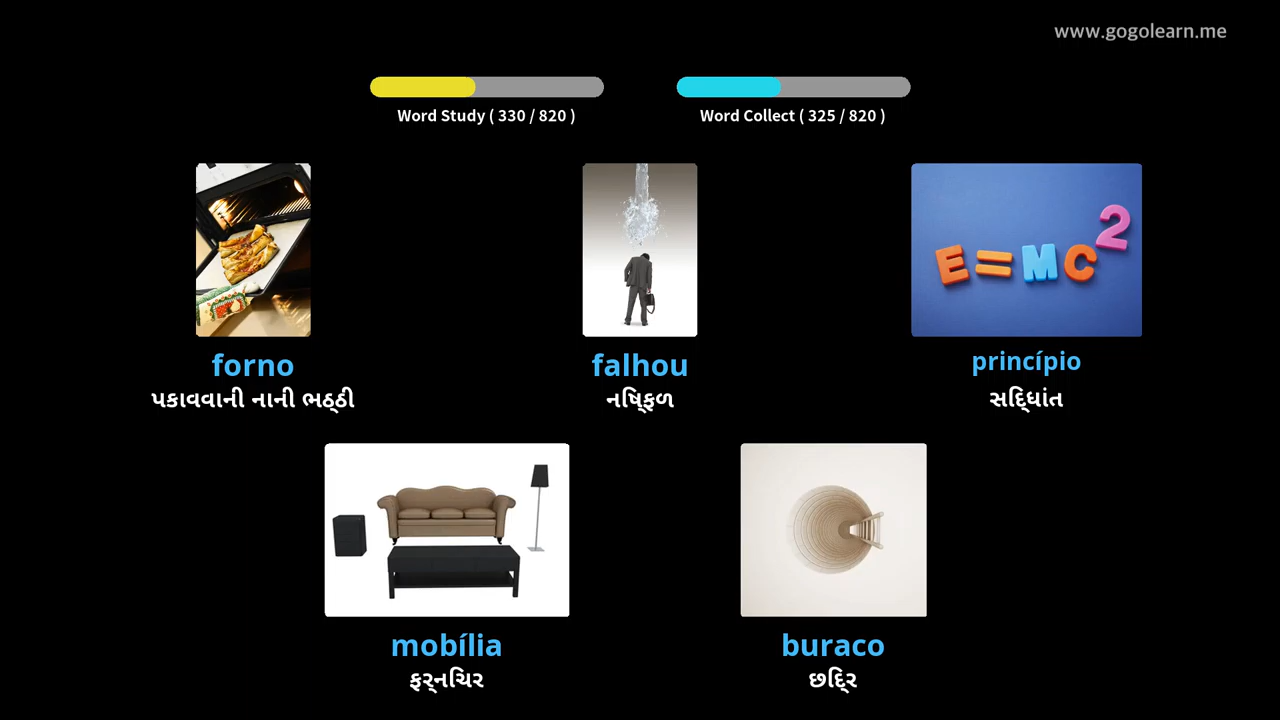 www.gogolearn.me
Word Study ( 330 / 820 )
Word Collect ( 325 / 820 )
E=MC2
forno
falhou
princípio
પકાવવાની નાની ભઠ્ઠી
નિષ્ફળ
સિદ્ધાંત
mobília
buraco
ફર્નિચર
છિદ્ર